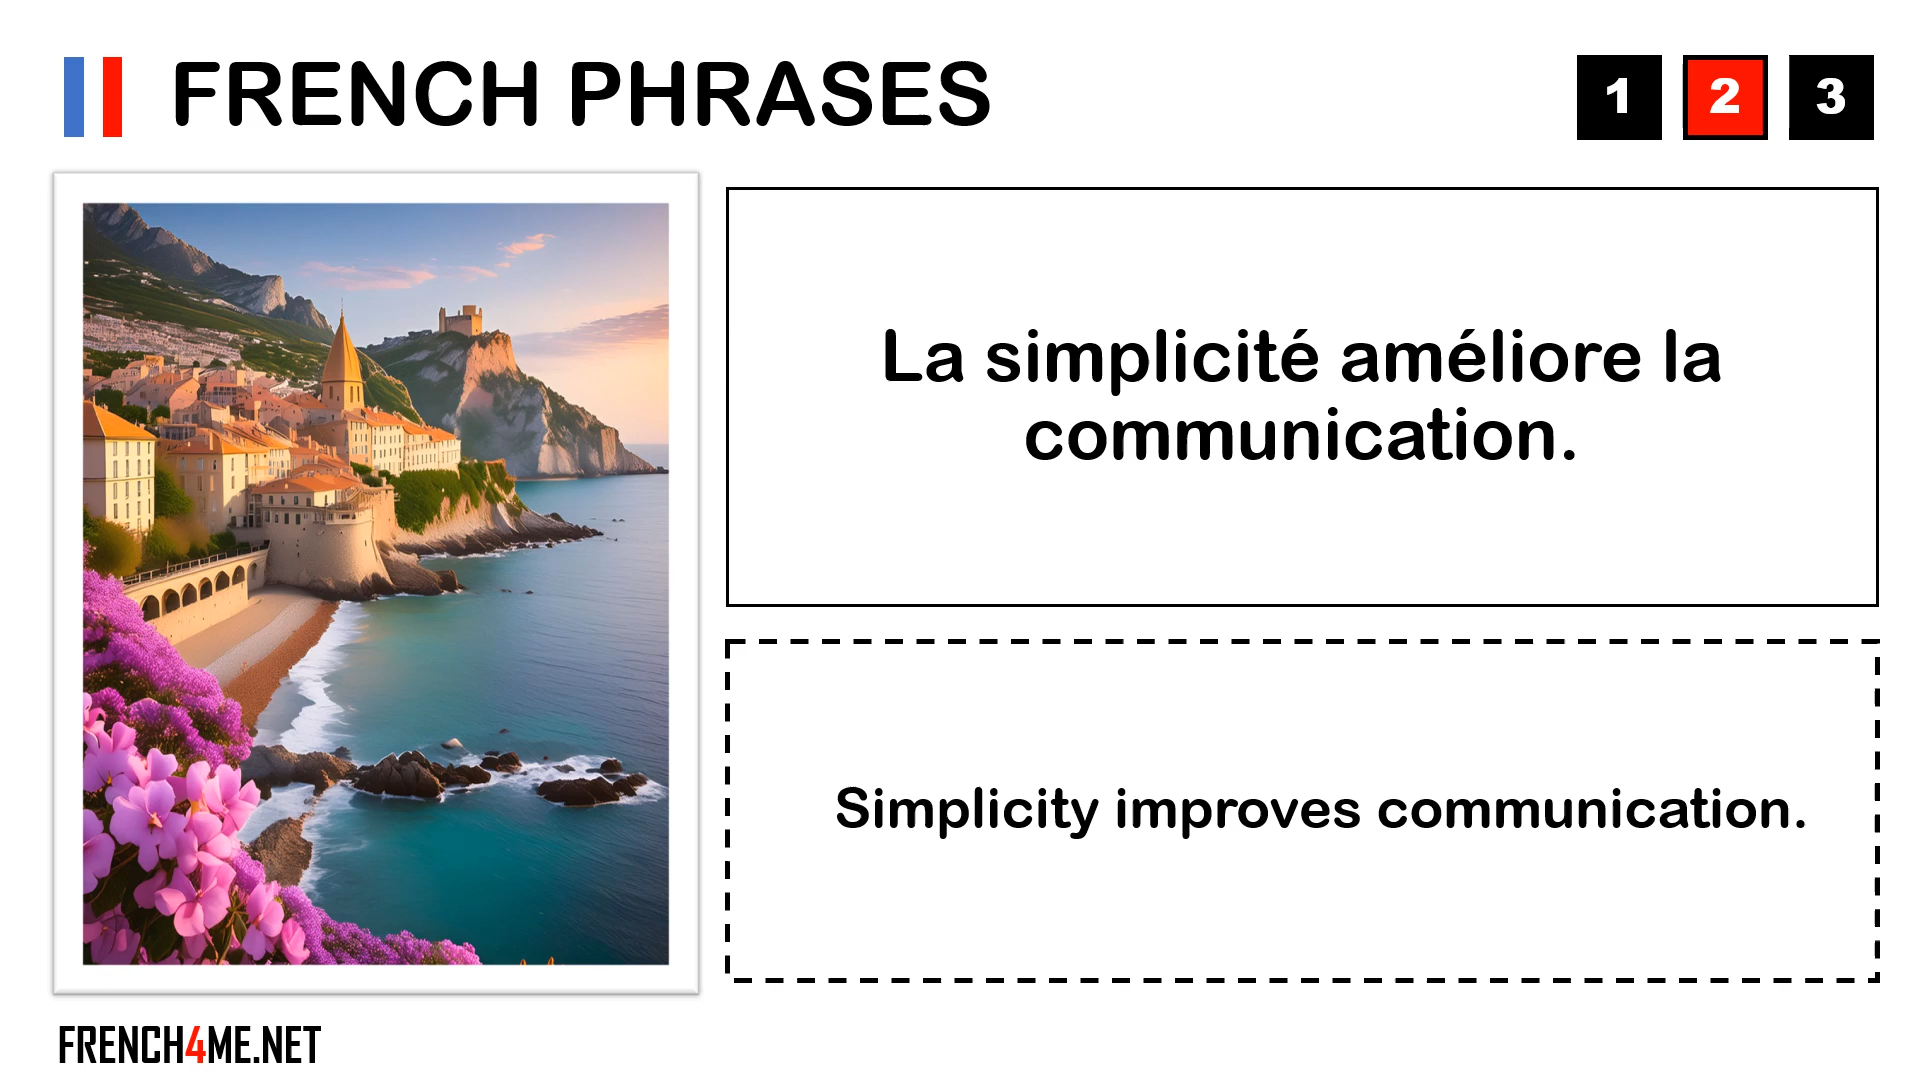 FRENCH PHRASES
1 2 3
La simplicité améliore la
communication.
Simplicity improves communication.
FRENCH4ME.NET